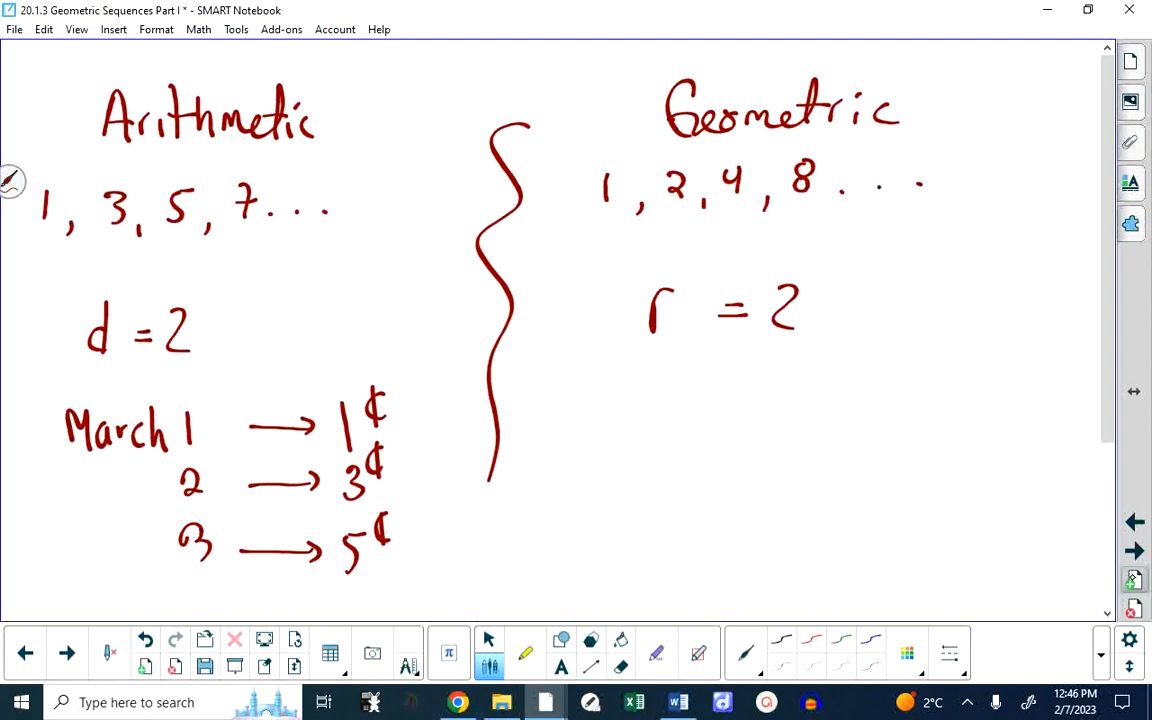 20.1.3 Geometric Sequences Part I * - SMART Notebook
File Edit View Insert Format Math Tools Add-ons Account Help
Arithmetic
1, 3, 5, 7...
d = 2
March 1 → 1¢
2 → 3¢
3 → 5¢
Geometric
1, 2, 4, 8...
r = 2
π
A
Type here to search
2°C
12:46 PM
2/7/2023